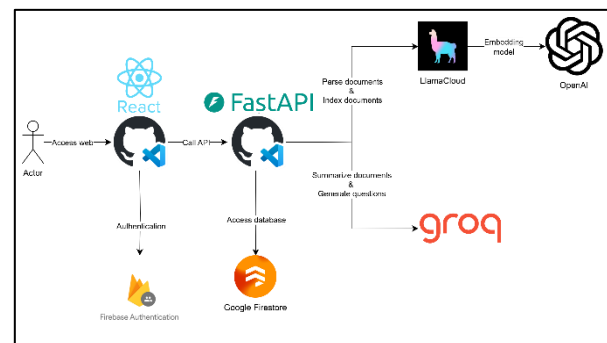 React
FastAPI
Parse documents
&
Index documents
LlamaCloud
Embedding
model
OpenAI
Actor
Access web
Call API
Summarize documents
&
Generate questions
groq
Authentication
Access database
Firebase Authentication
Google Firestore